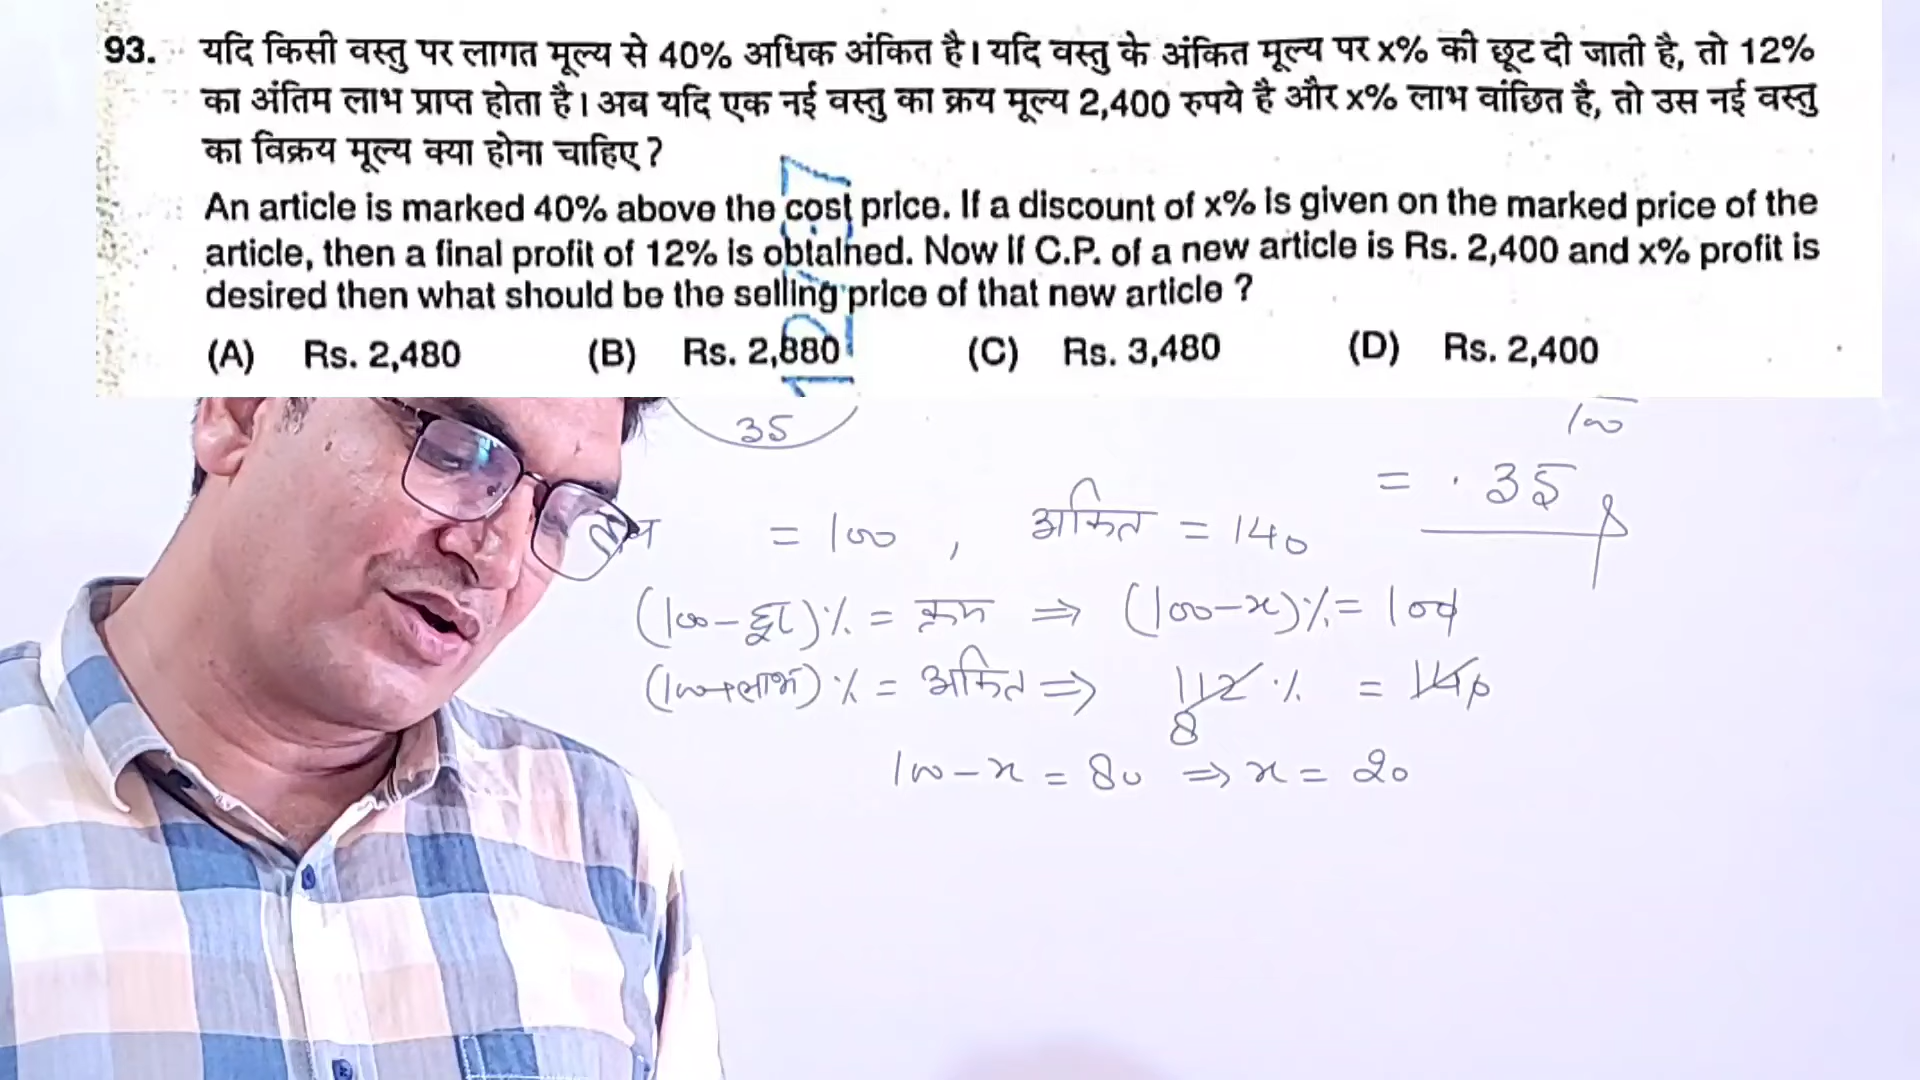 93. यदि किसी वस्तु पर लागत मूल्य से 40% अधिक अंकित है। यदि वस्तु के अंकित मूल्य पर x% की छूट दी जाती है, तो 12%
का अंतिम लाभ प्राप्त होता है। अब यदि एक नई वस्तु का क्रय मूल्य 2,400 रुपये है और x% लाभ वांछित है, तो उस नई वस्तु
का विक्रय मूल्य क्या होना चाहिए ?
An article is marked 40% above the cost price. If a discount of x% is given on the marked price of the
article, then a final profit of 12% is obtained. Now if C.P. of a new article is Rs. 2,400 and x% profit is
desired then what should be the selling price of that new article ?
(A) Rs. 2,480 (B) Rs. 2,880 (C) Rs. 3,480 (D) Rs. 2,400
35
100
= .35
= 100 , अंकित = 140
(100-छूट)% = क्रय ⇒ (100-x)% = 100
(100+लाभ)% = अंकित ⇒ 112% = 140
8
100-x = 80 ⇒ x = 20